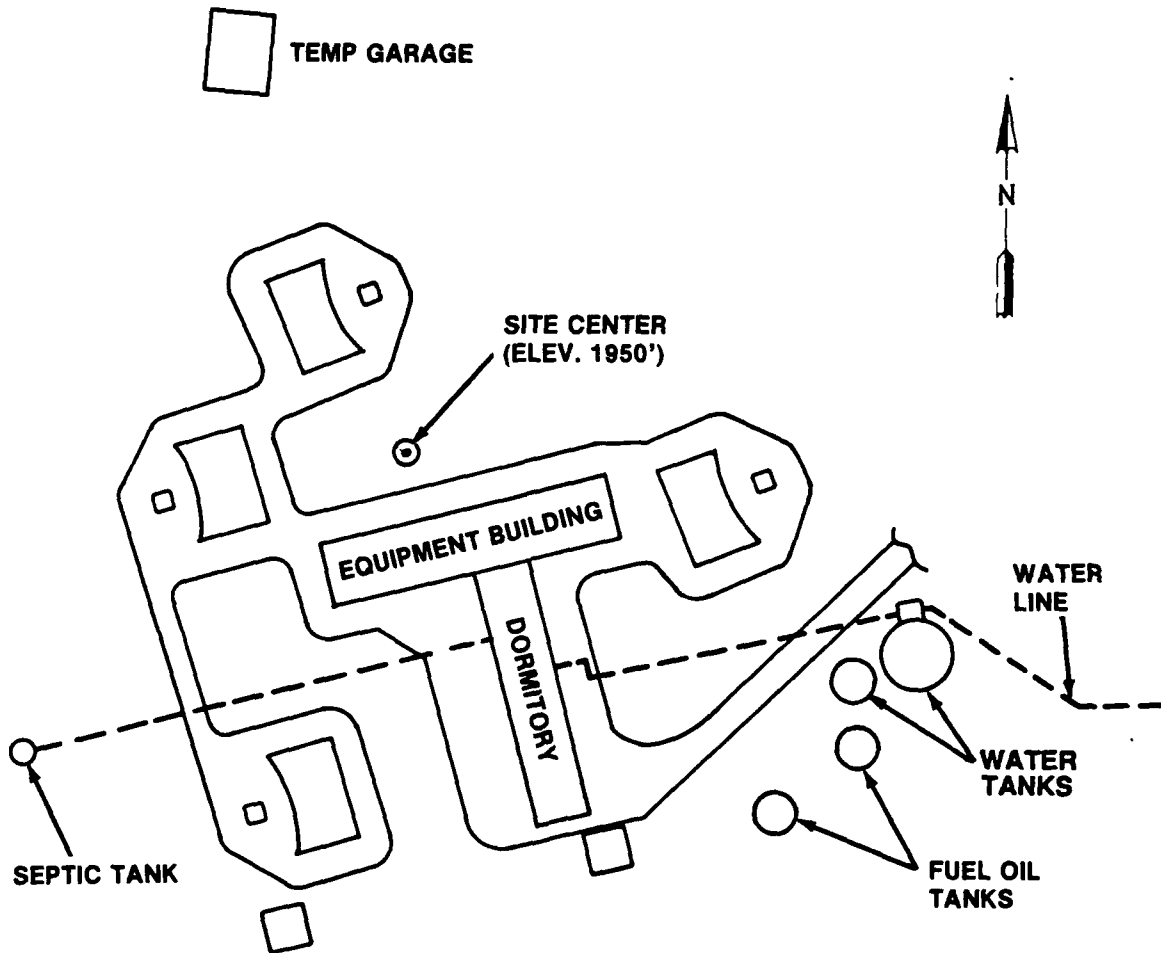 TEMP GARAGE
N
SITE CENTER
(ELEV. 1950')
EQUIPMENT BUILDING
WATER
LINE
DORMITORY
WATER
TANKS
SEPTIC TANK
FUEL OIL
TANKS